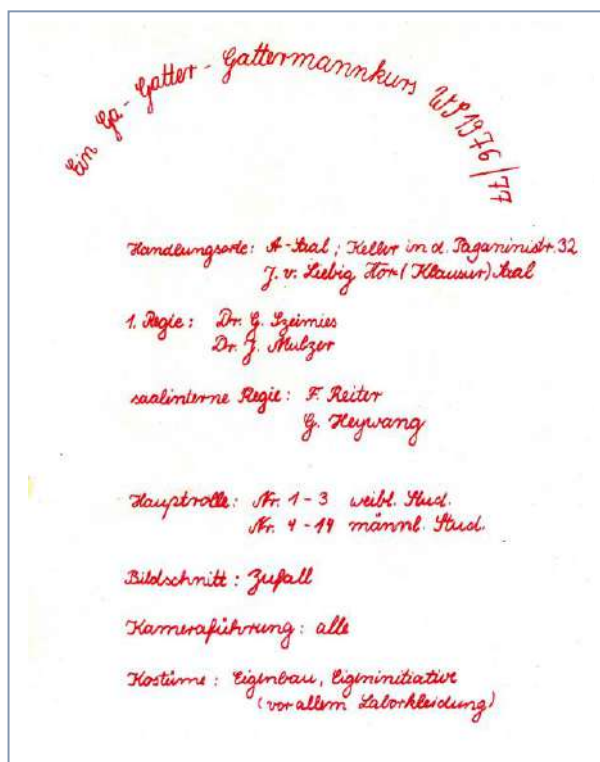 Ein Ga-Gatter-Gattermannkurs WS 1976/77
Handlungsorte: A-Saal; Keller in d. Paganinistr. 32
J. v. Liebig Hör-(Klausur)Saal
1. Regie: Dr. G. Szeimies
Dr. J. Mulzer
saalinterne Regie: F. Reiter
G. Heywang
Hauptrolle: Nr. 1-3 weibl. Stud.
Nr. 4-14 männl. Stud.
Bildschnitt: Zufall
Kameraführung: alle
Kostüme: Eigenbau, Eigeninitiative
(vor allem Laborkleidung)